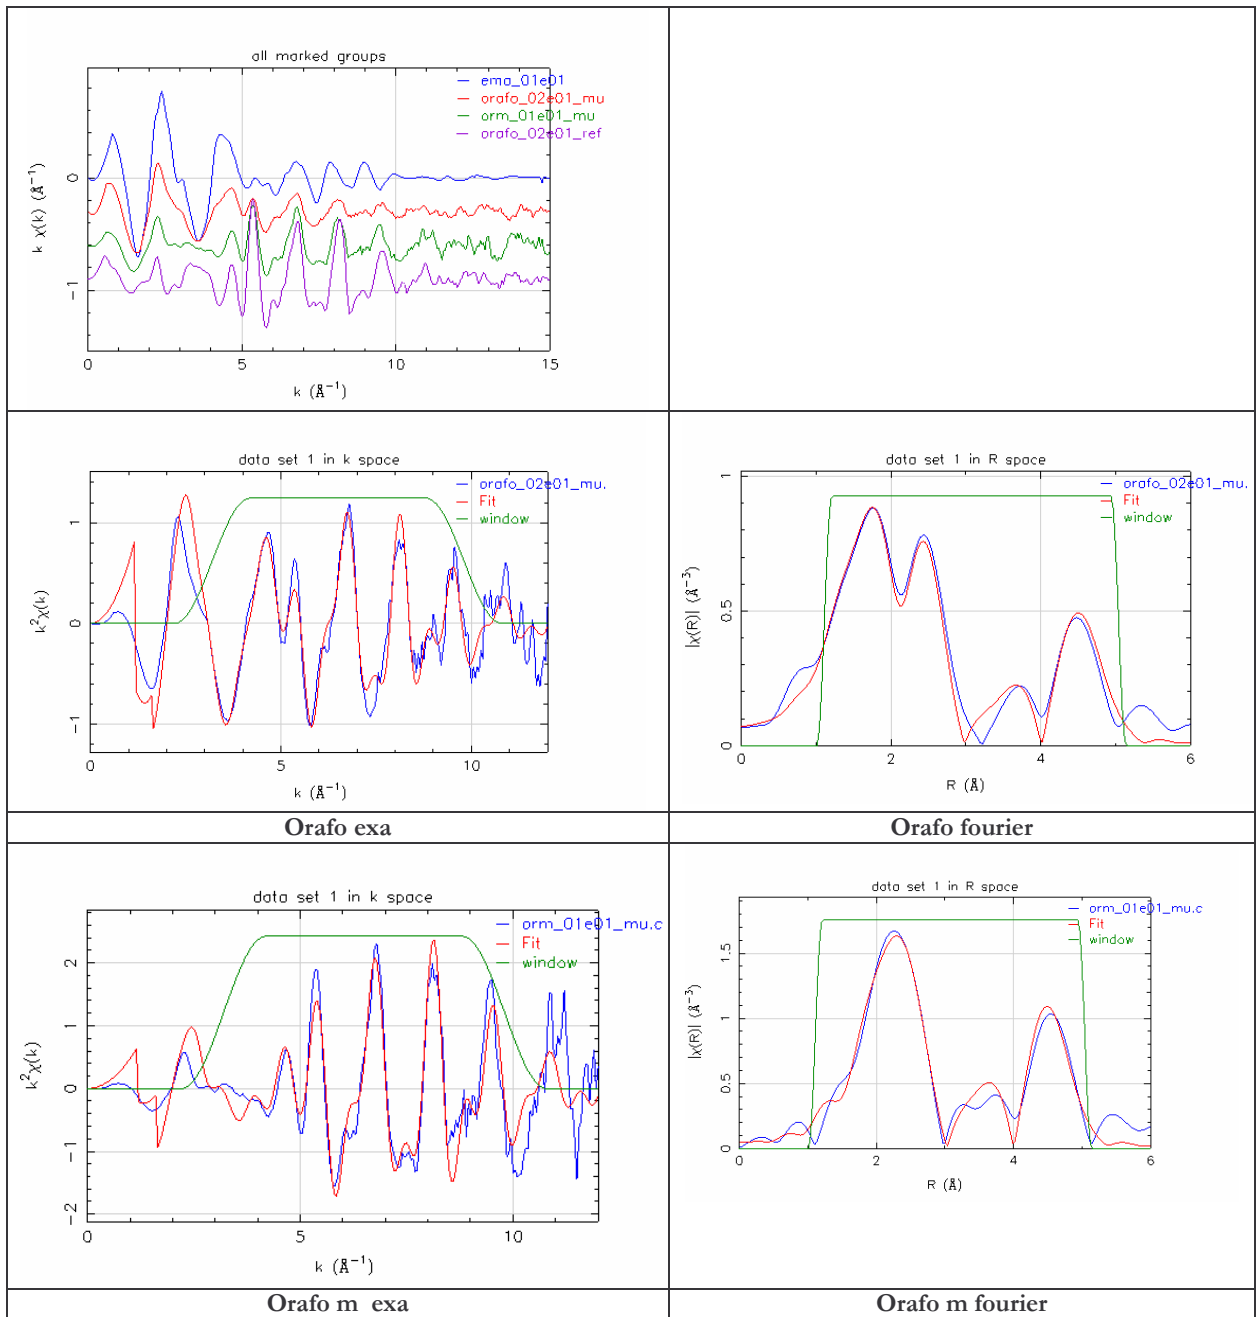 all marked groups
ema_01e01
orafo_02e01_mu
orm_01e01_mu
orafo_02e01_ref
k χ(k) (Å⁻¹)
0
−1
0 5 10 15
k (Å⁻¹)
data set 1 in k space
orafo_02e01_mu.
Fit
window
k²χ(k)
1
0
−1
0 5 10
k (Å⁻¹)
data set 1 in R space
orafo_02e01_mu.
Fit
window
|χ(R)| (Å⁻³)
1
0.5
0
0 2 4 6
R (Å)
Orafo exa
Orafo fourier
data set 1 in k space
orm_01e01_mu.c
Fit
window
k²χ(k)
2
1
0
−1
−2
0 5 10
k (Å⁻¹)
data set 1 in R space
orm_01e01_mu.c
Fit
window
|χ(R)| (Å⁻³)
1.5
1
0.5
0
0 2 4 6
R (Å)
Orafo m exa
Orafo m fourier